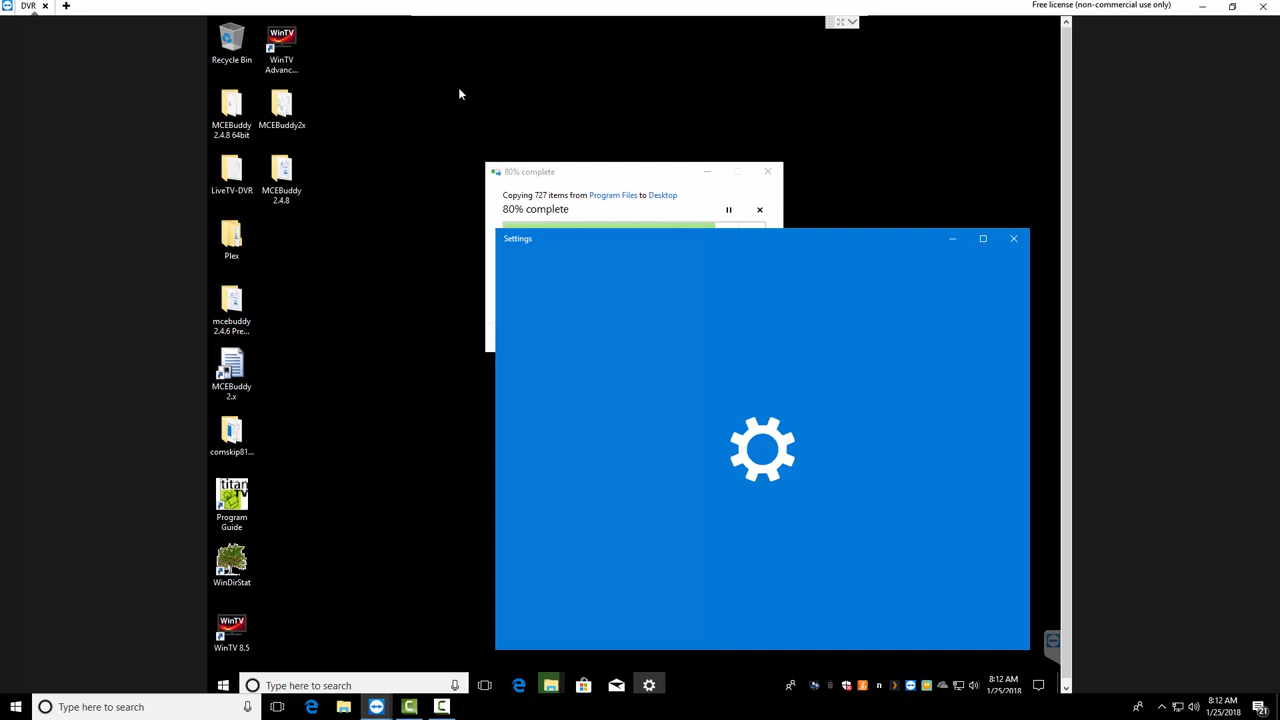 DVR
Free license (non-commercial use only)
Recycle Bin
WinTV
WinTV
Advanc...
MCEBuddy
2.4.8 64bit
MCEBuddy2x
LiveTV-DVR
MCEBuddy
2.4.8
Plex
mcebuddy
2.4.6 Pre...
MCEBuddy
2.x
comskip81...
titan
TV
Program
Guide
WinDirStat
WinTV
WinTV 8.5
80% complete
Copying 727 items from Program Files to Desktop
80% complete
Settings
Type here to search
8:12 AM
1/25/2018
Type here to search
8:12 AM
1/25/2018
21